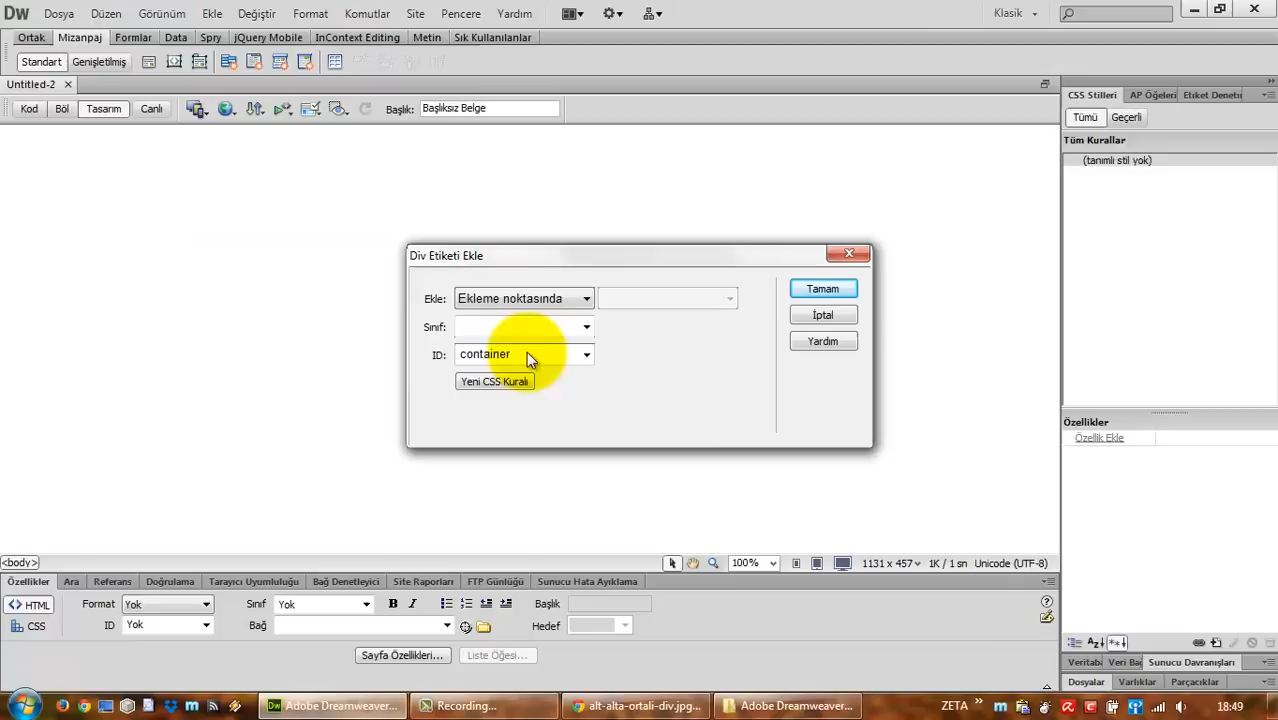 Dw Dosya Düzen Görünüm Ekle Değiştir Format Komutlar Site Pencere Yardım Klasik
Ortak Mizanpaj Formlar Data Spry jQuery Mobile InContext Editing Metin Sık Kullanılanlar
Standart Genişletilmiş
Untitled-2
CSS Stilleri AP Öğeleri Etiket Denetin
Kod Böl Tasarım Canlı Başlık: Başlıksız Belge
Tümü Geçerli
Tüm Kurallar
(tanımlı stil yok)
Div Etiketi Ekle
Ekle: Ekleme noktasında
Tamam
Sınıf:
İptal
ID: container
Yardım
Yeni CSS Kuralı
Özellikler
Özellik Ekle
<body> 100% 1131 x 457 1K / 1 sn Unicode (UTF-8)
Özellikler Ara Referans Doğrulama Tarayıcı Uyumluluğu Bağ Denetleyici Site Raporları FTP Günlüğü Sunucu Hata Ayıklama
<> HTML Format Yok Sınıf Yok B I Başlık
CSS ID Yok Bağ Hedef
Sayfa Özellikleri... Liste Öğesi...
Veritaba Veri Bağ Sunucu Davranışları
Dosyalar Varlıklar Parçacıklar
Adobe Dreamweaver... Recording... alt-alta-ortali-div.jpg... Adobe Dreamweaver... ZETA 18:49